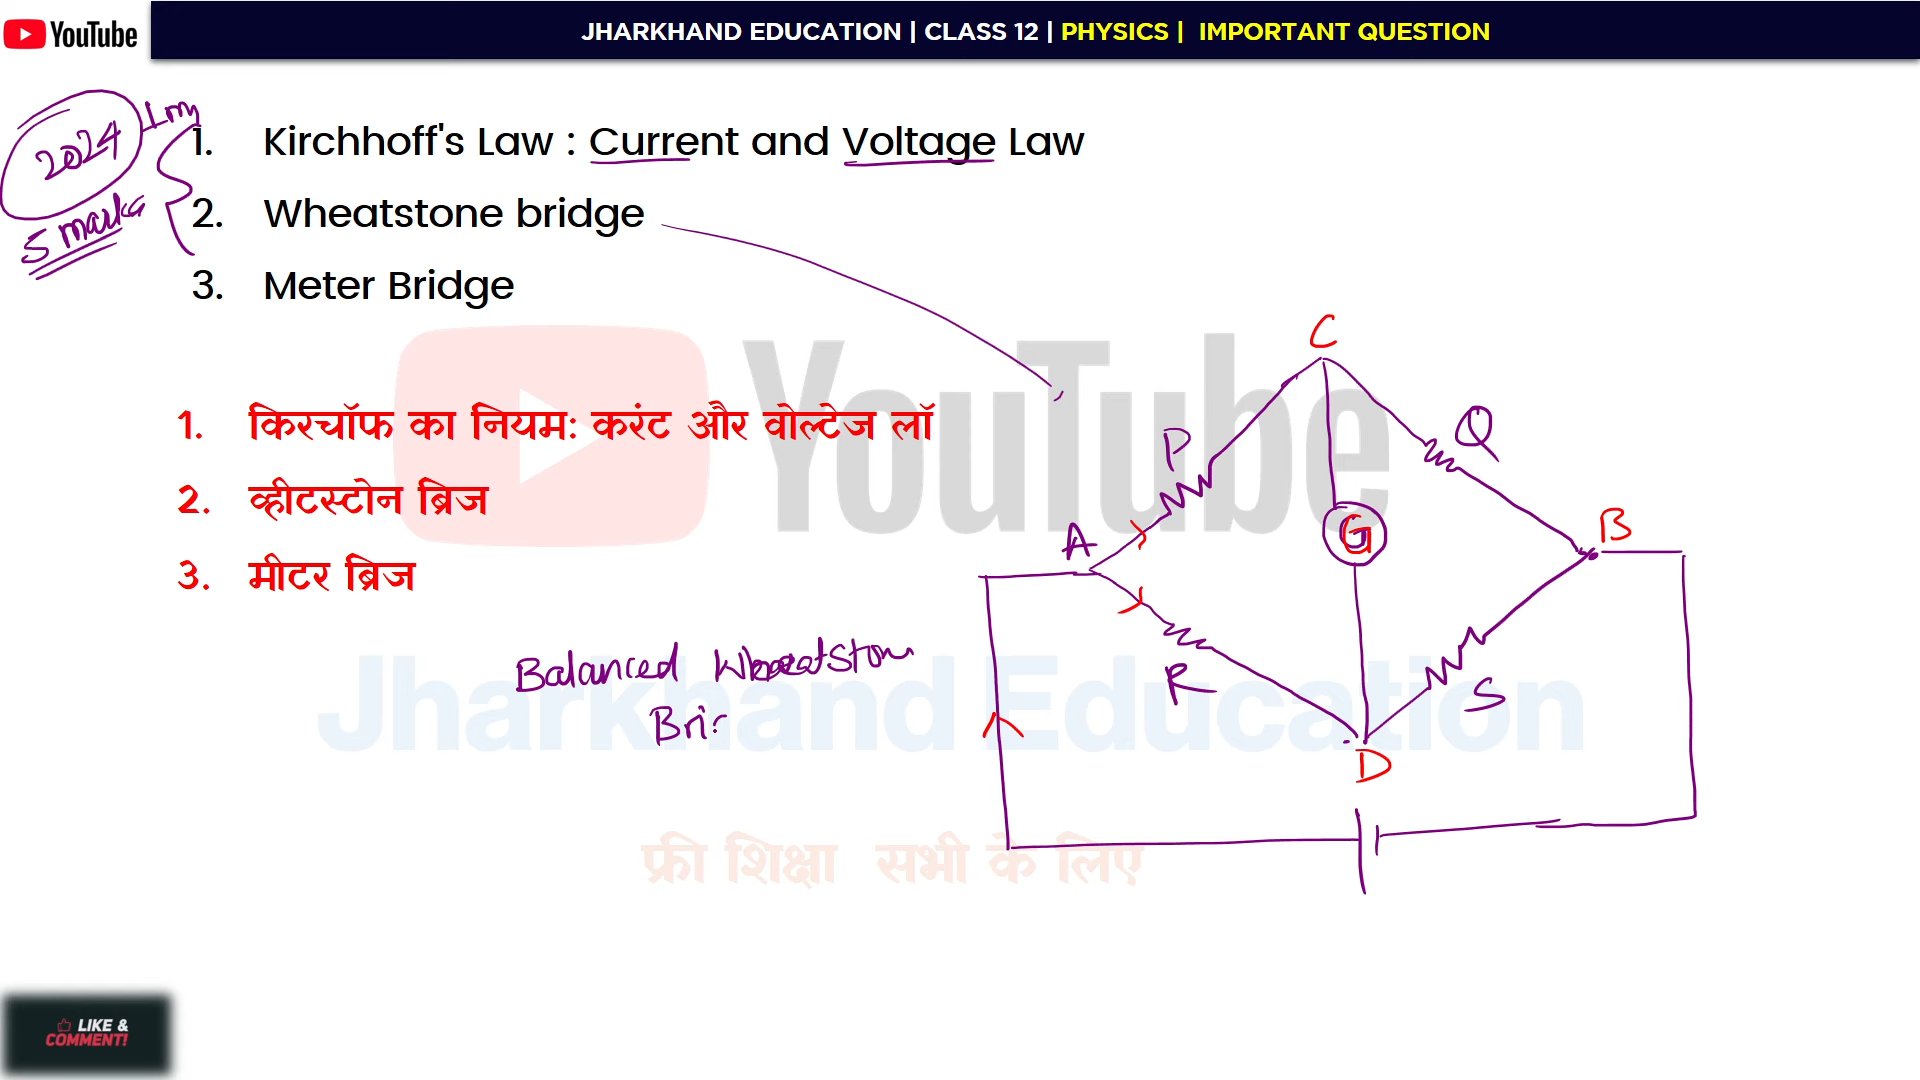 YouTube
JHARKHAND EDUCATION | CLASS 12 | PHYSICS | IMPORTANT QUESTION
2024
Imp
5 marks
1. Kirchhoff's Law : Current and Voltage Law
2. Wheatstone bridge
3. Meter Bridge
YouTube
1. किरचॉफ का नियमः करंट और वोल्टेज लॉ
2. व्हीटस्टोन ब्रिज
3. मीटर ब्रिज
C
P
Q
A
G
B
R
S
D
Balanced Wheatston
Bri
Jharkhand Education
फ्री शिक्षा सभी के लिए
LIKE &
COMMENT!